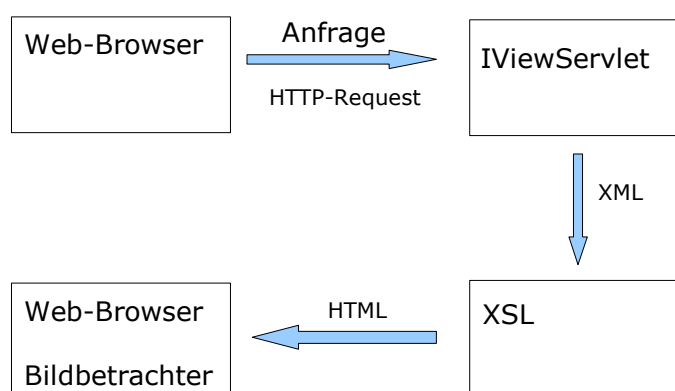 Web-Browser
Anfrage
HTTP-Request
IViewServlet
XML
XSL
HTML
Web-Browser
Bildbetrachter